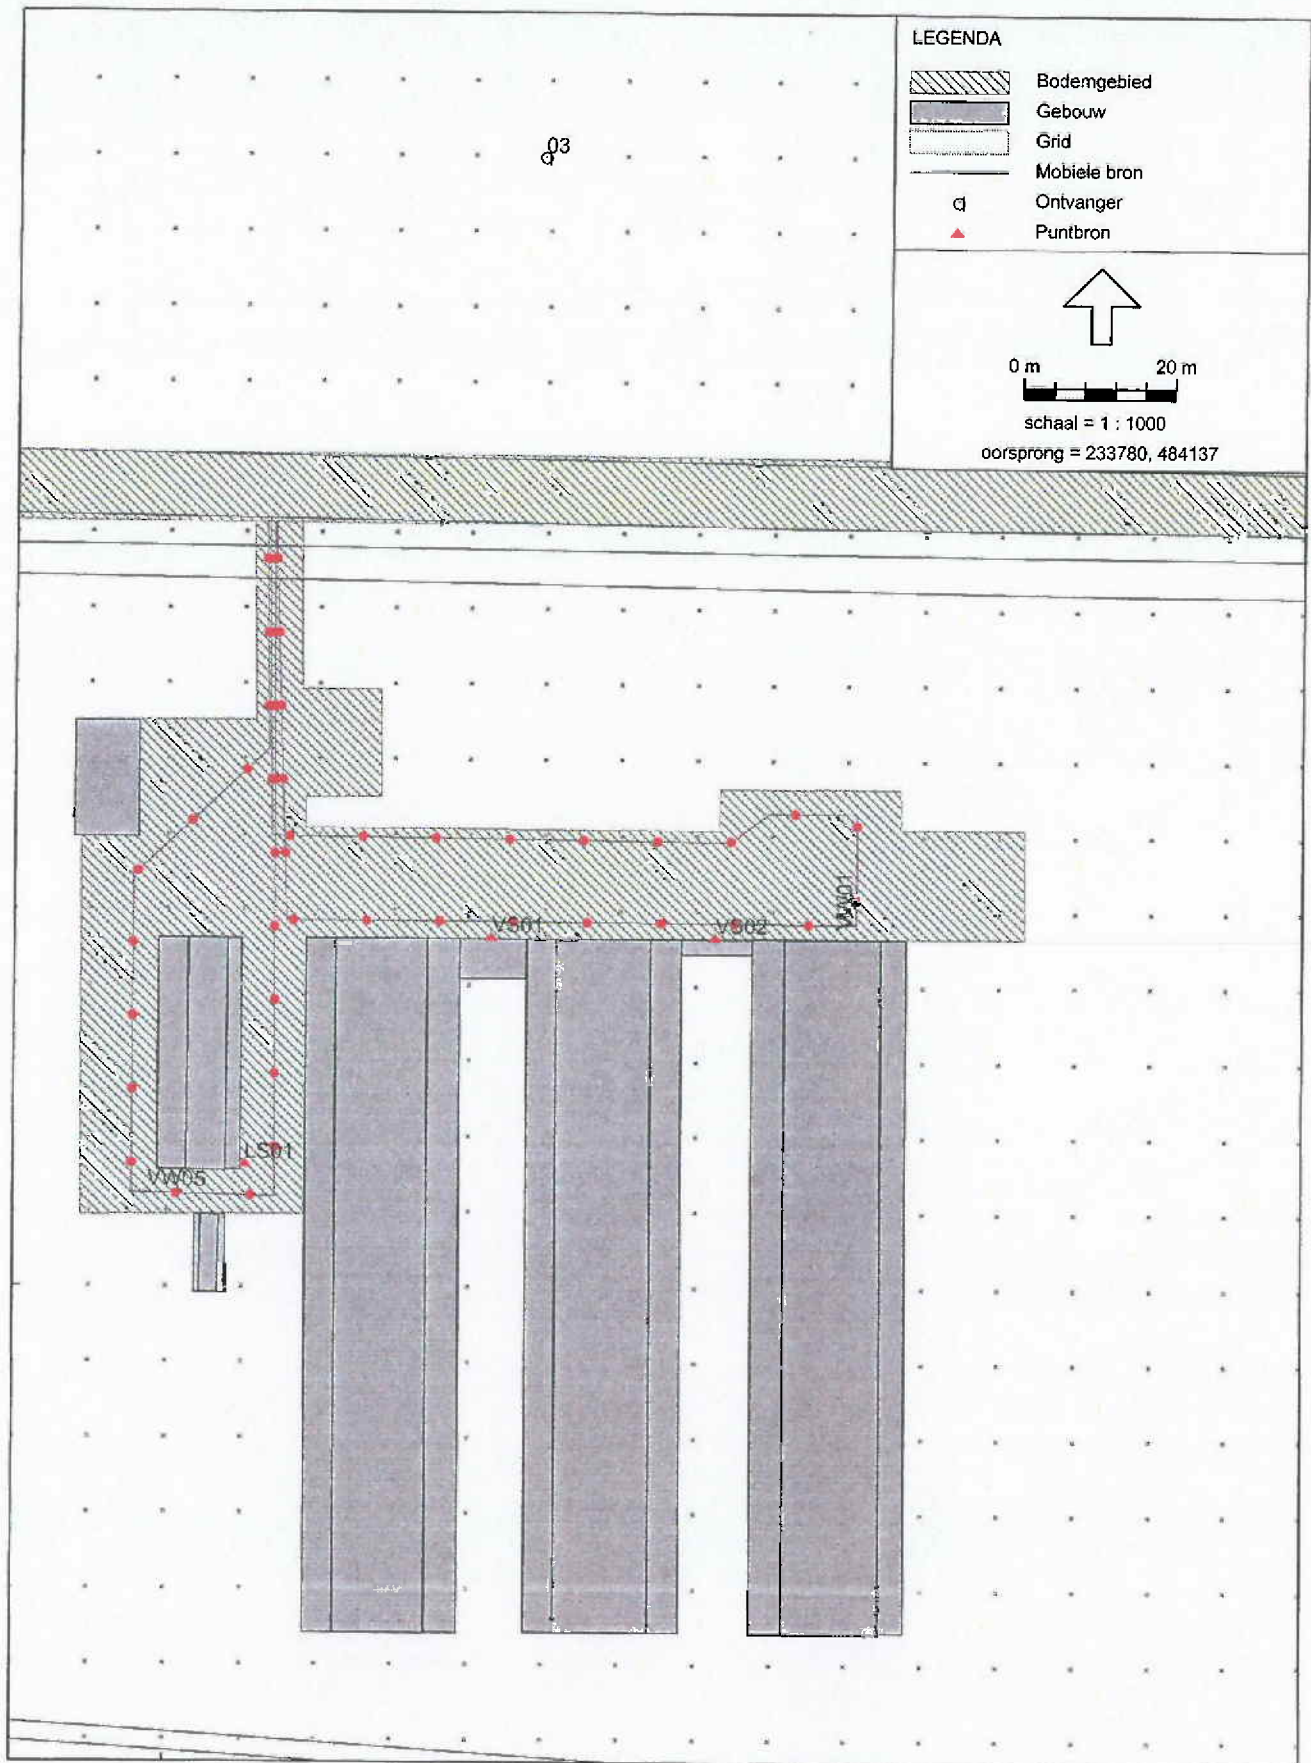 LEGENDA
Bodemgebied
Gebouw
Grid
Mobiele bron
Ontvanger
Puntbron
0 m 20 m
schaal = 1 : 1000
oorsprong = 233780, 484137
03
VW01
VS01
VS02
LS01
VW05